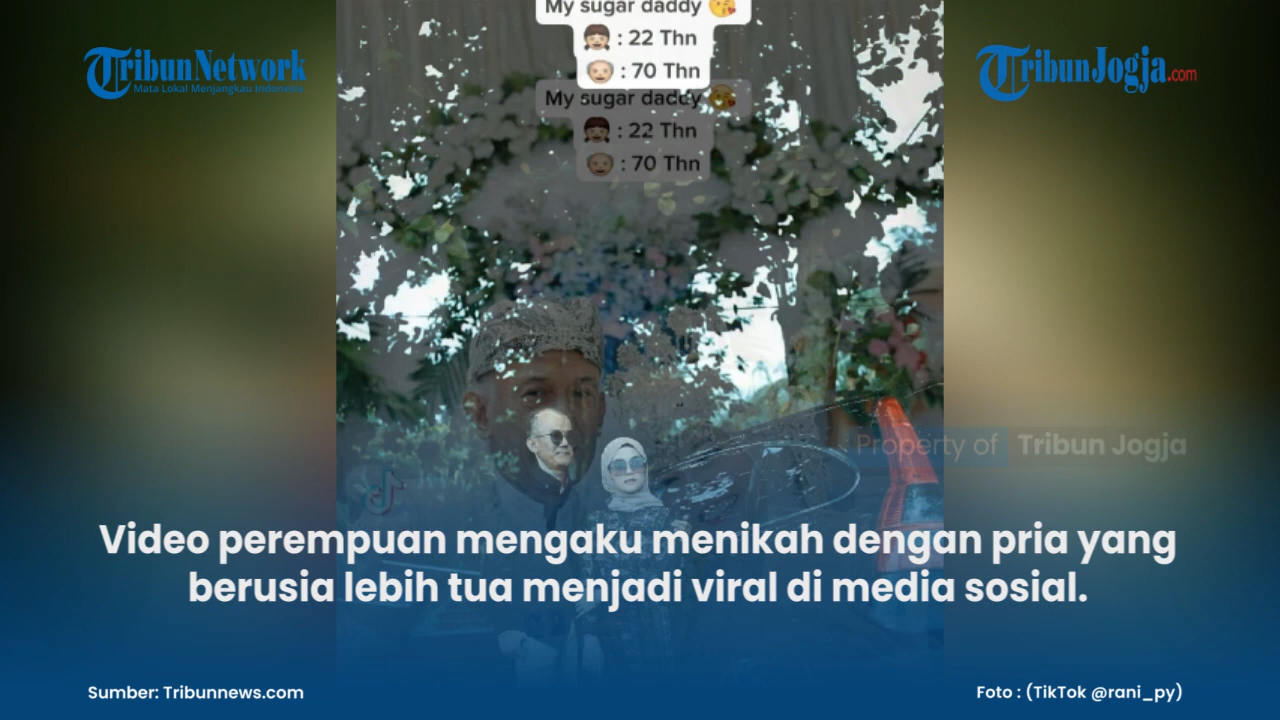 My sugar daddy 😘
👧🏽 : 22 Thn
👴🏼 : 70 Thn
My sugar daddy 😘
👧🏽 : 22 Thn
👴🏼 : 70 Thn
TribunNetwork
Mata Lokal Menjangkau Indonesia
TribunJogja.com
Property of Tribun Jogja
Video perempuan mengaku menikah dengan pria yang
berusia lebih tua menjadi viral di media sosial.
Sumber: Tribunnews.com
Foto : (TikTok @rani_py)